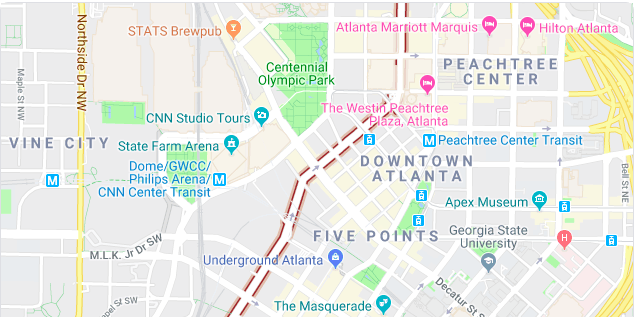 STATS Brewpub
Atlanta Marriott Marquis
Hilton Atlanta
Northside Dr NW
Maple St NW
Centennial
Olympic Park
PEACHTREE
CENTER
The Westin Peachtree
Plaza, Atlanta
CNN Studio Tours
VINE CITY
State Farm Arena
M
Peachtree Center Transit
Dome/GWCC/
Philips Arena/
CNN Center Transit
M
DOWNTOWN
ATLANTA
Bell St NE
Apex Museum
M.L.K. Jr Dr SW
FIVE POINTS
Georgia State
University
H
Underground Atlanta
Decatur St SE
The Masquerade